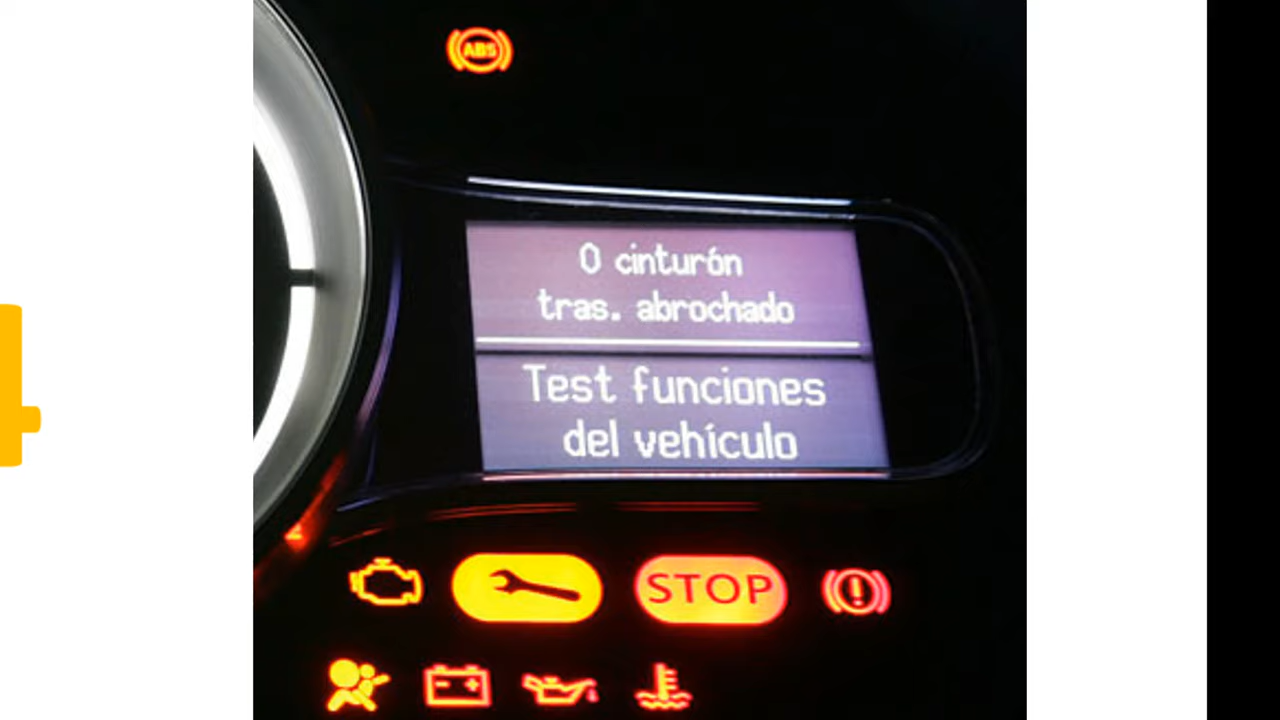 ABS
0 cinturón
tras. abrochado
Test funciones
del vehículo
STOP